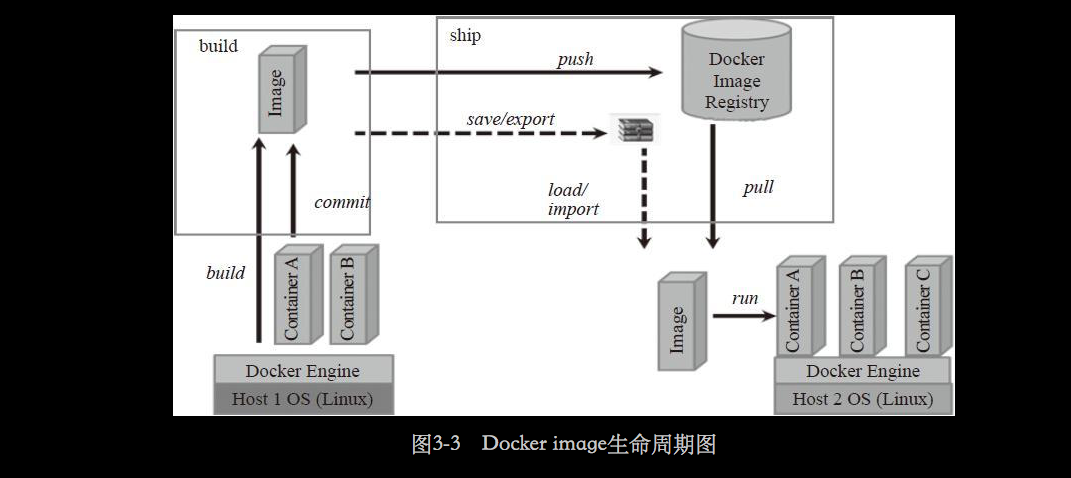 build
ship
Image
push
Docker
Image
Registry
save/export
load/
import
pull
commit
build
Container A
Container B
Image
run
Container A
Container B
Container C
Docker Engine
Host 1 OS (Linux)
Docker Engine
Host 2 OS (Linux)
图3-3 Docker image生命周期图